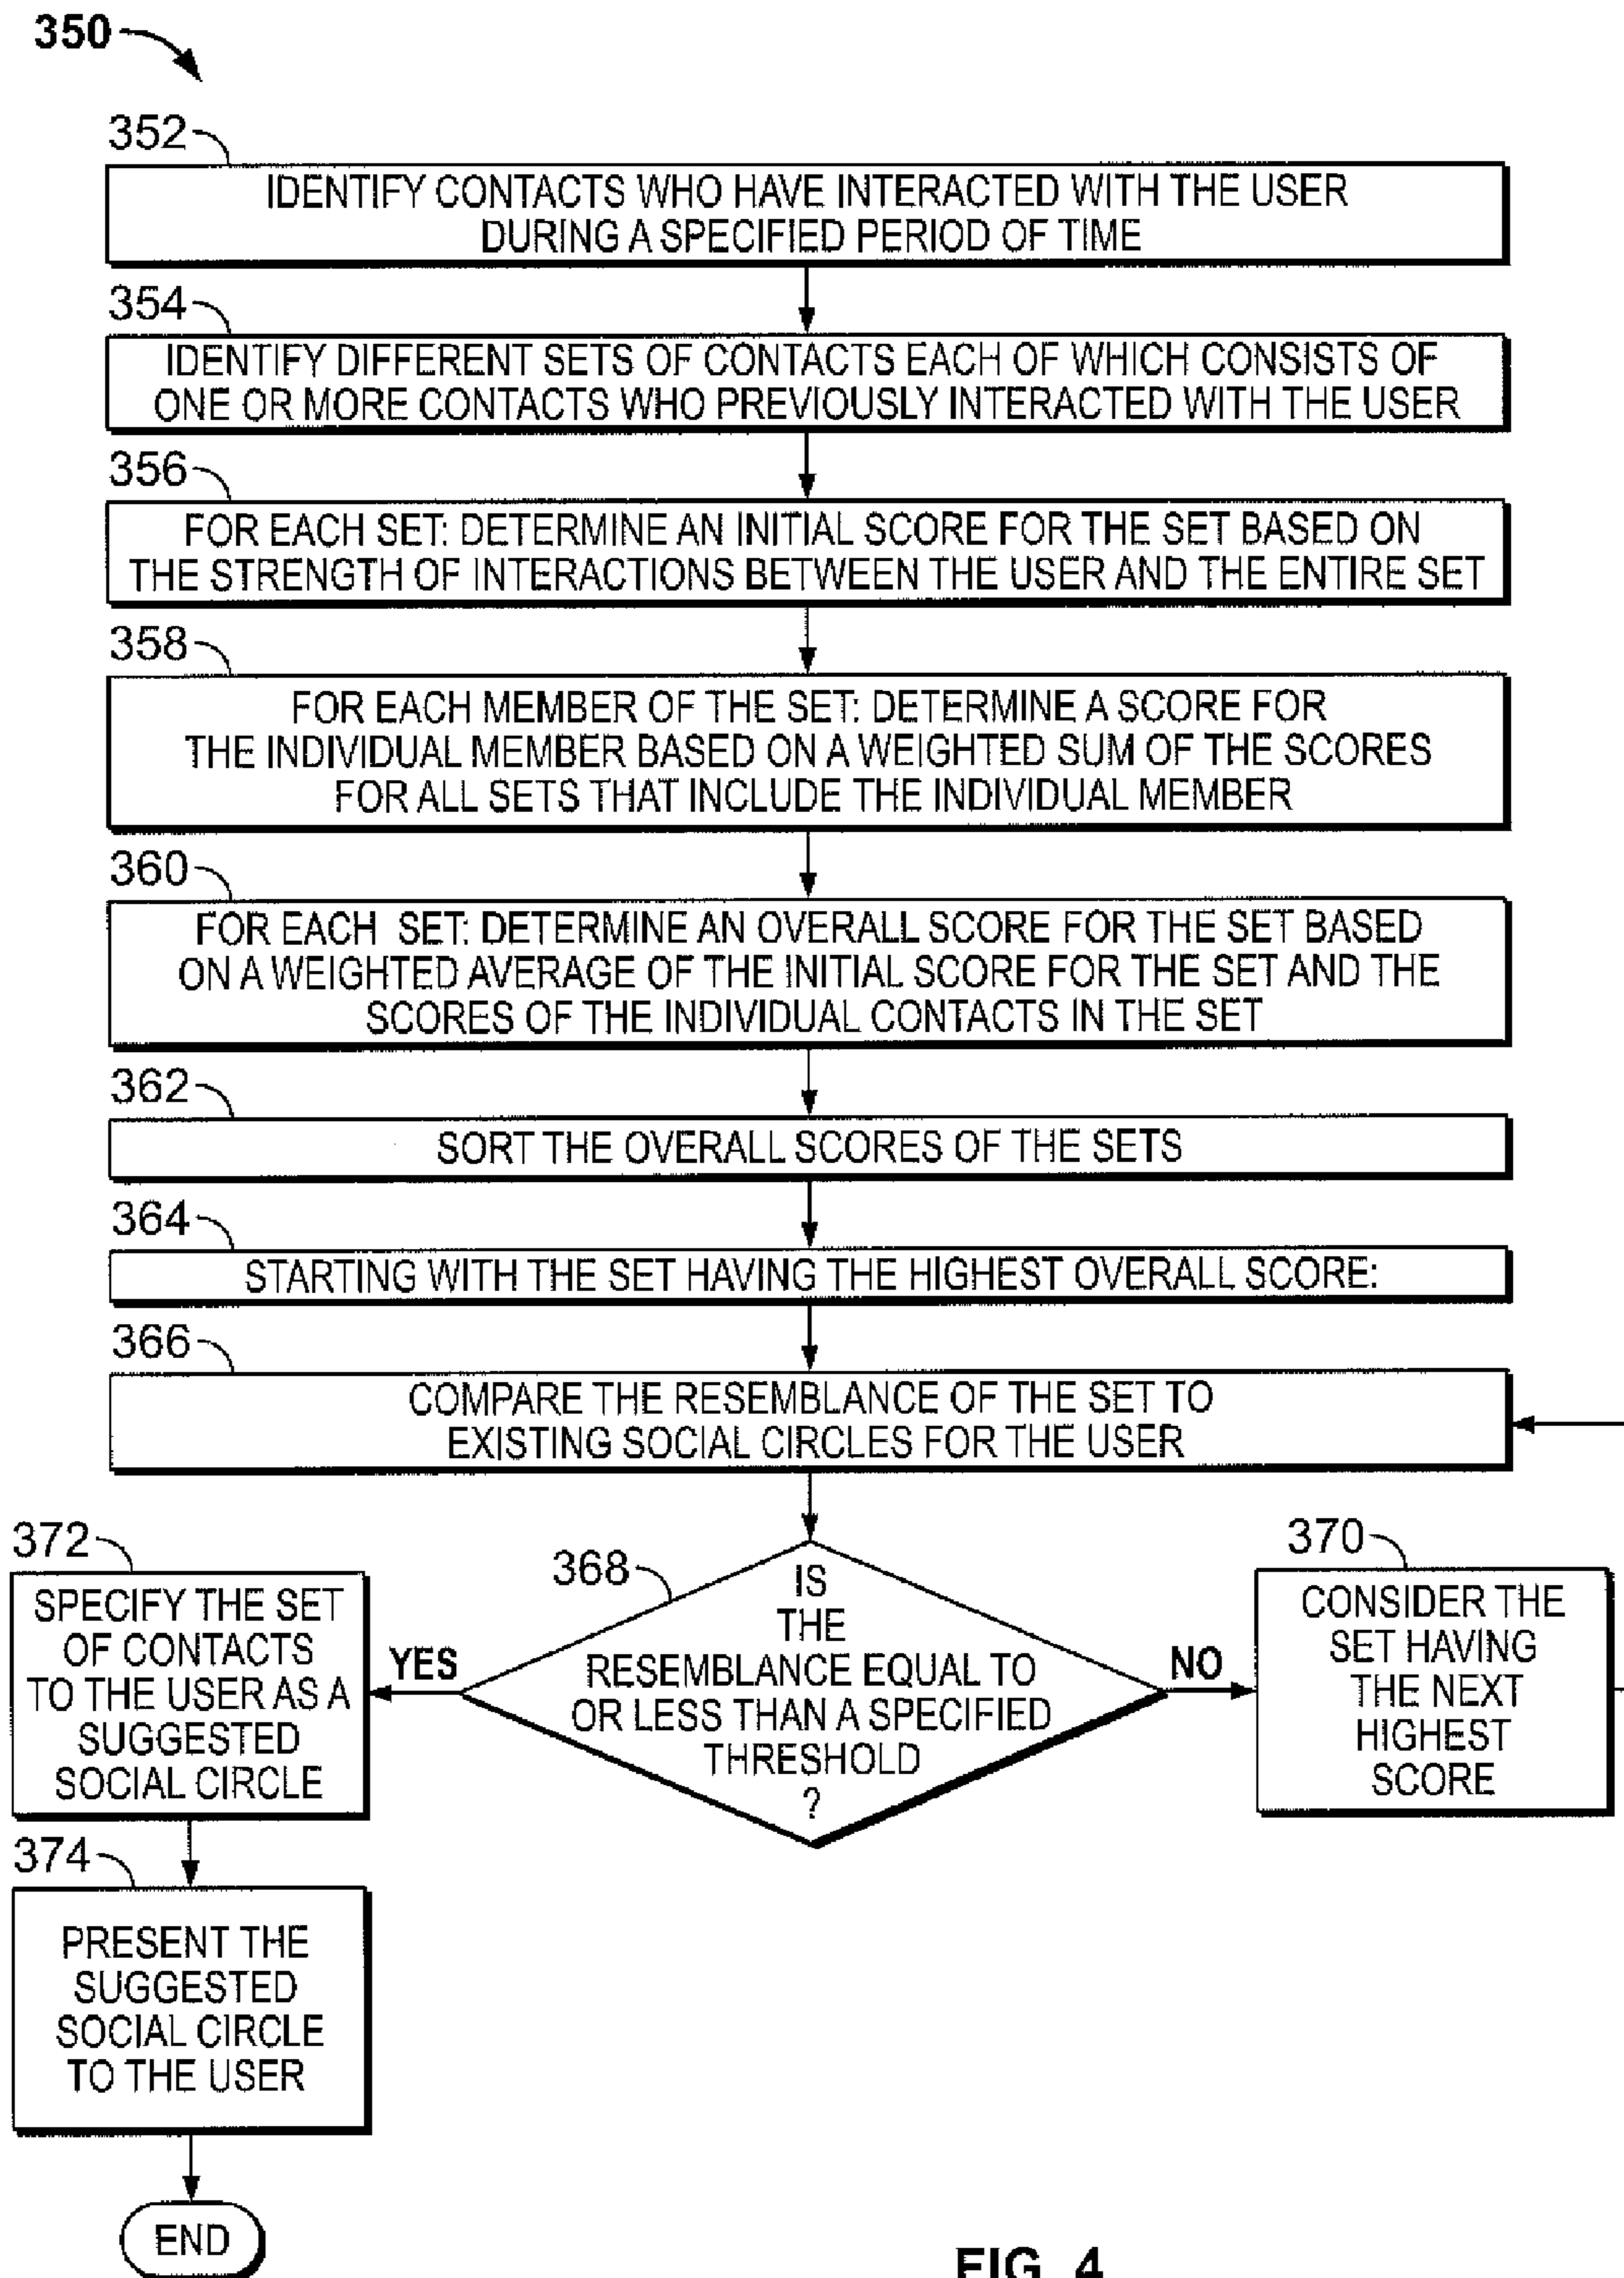 350
352
IDENTIFY CONTACTS WHO HAVE INTERACTED WITH THE USER
DURING A SPECIFIED PERIOD OF TIME
354
IDENTIFY DIFFERENT SETS OF CONTACTS EACH OF WHICH CONSISTS OF
ONE OR MORE CONTACTS WHO PREVIOUSLY INTERACTED WITH THE USER
356
FOR EACH SET: DETERMINE AN INITIAL SCORE FOR THE SET BASED ON
THE STRENGTH OF INTERACTIONS BETWEEN THE USER AND THE ENTIRE SET
358
FOR EACH MEMBER OF THE SET: DETERMINE A SCORE FOR
THE INDIVIDUAL MEMBER BASED ON A WEIGHTED SUM OF THE SCORES
FOR ALL SETS THAT INCLUDE THE INDIVIDUAL MEMBER
360
FOR EACH SET: DETERMINE AN OVERALL SCORE FOR THE SET BASED
ON A WEIGHTED AVERAGE OF THE INITIAL SCORE FOR THE SET AND THE
SCORES OF THE INDIVIDUAL CONTACTS IN THE SET
362
SORT THE OVERALL SCORES OF THE SETS
364
STARTING WITH THE SET HAVING THE HIGHEST OVERALL SCORE:
366
COMPARE THE RESEMBLANCE OF THE SET TO
EXISTING SOCIAL CIRCLES FOR THE USER
368
IS
THE
RESEMBLANCE EQUAL TO
OR LESS THAN A SPECIFIED
THRESHOLD
?
NO
370
CONSIDER THE
SET HAVING
THE NEXT
HIGHEST
SCORE
YES
372
SPECIFY THE SET
OF CONTACTS
TO THE USER AS A
SUGGESTED
SOCIAL CIRCLE
374
PRESENT THE
SUGGESTED
SOCIAL CIRCLE
TO THE USER
END
FIG. 4